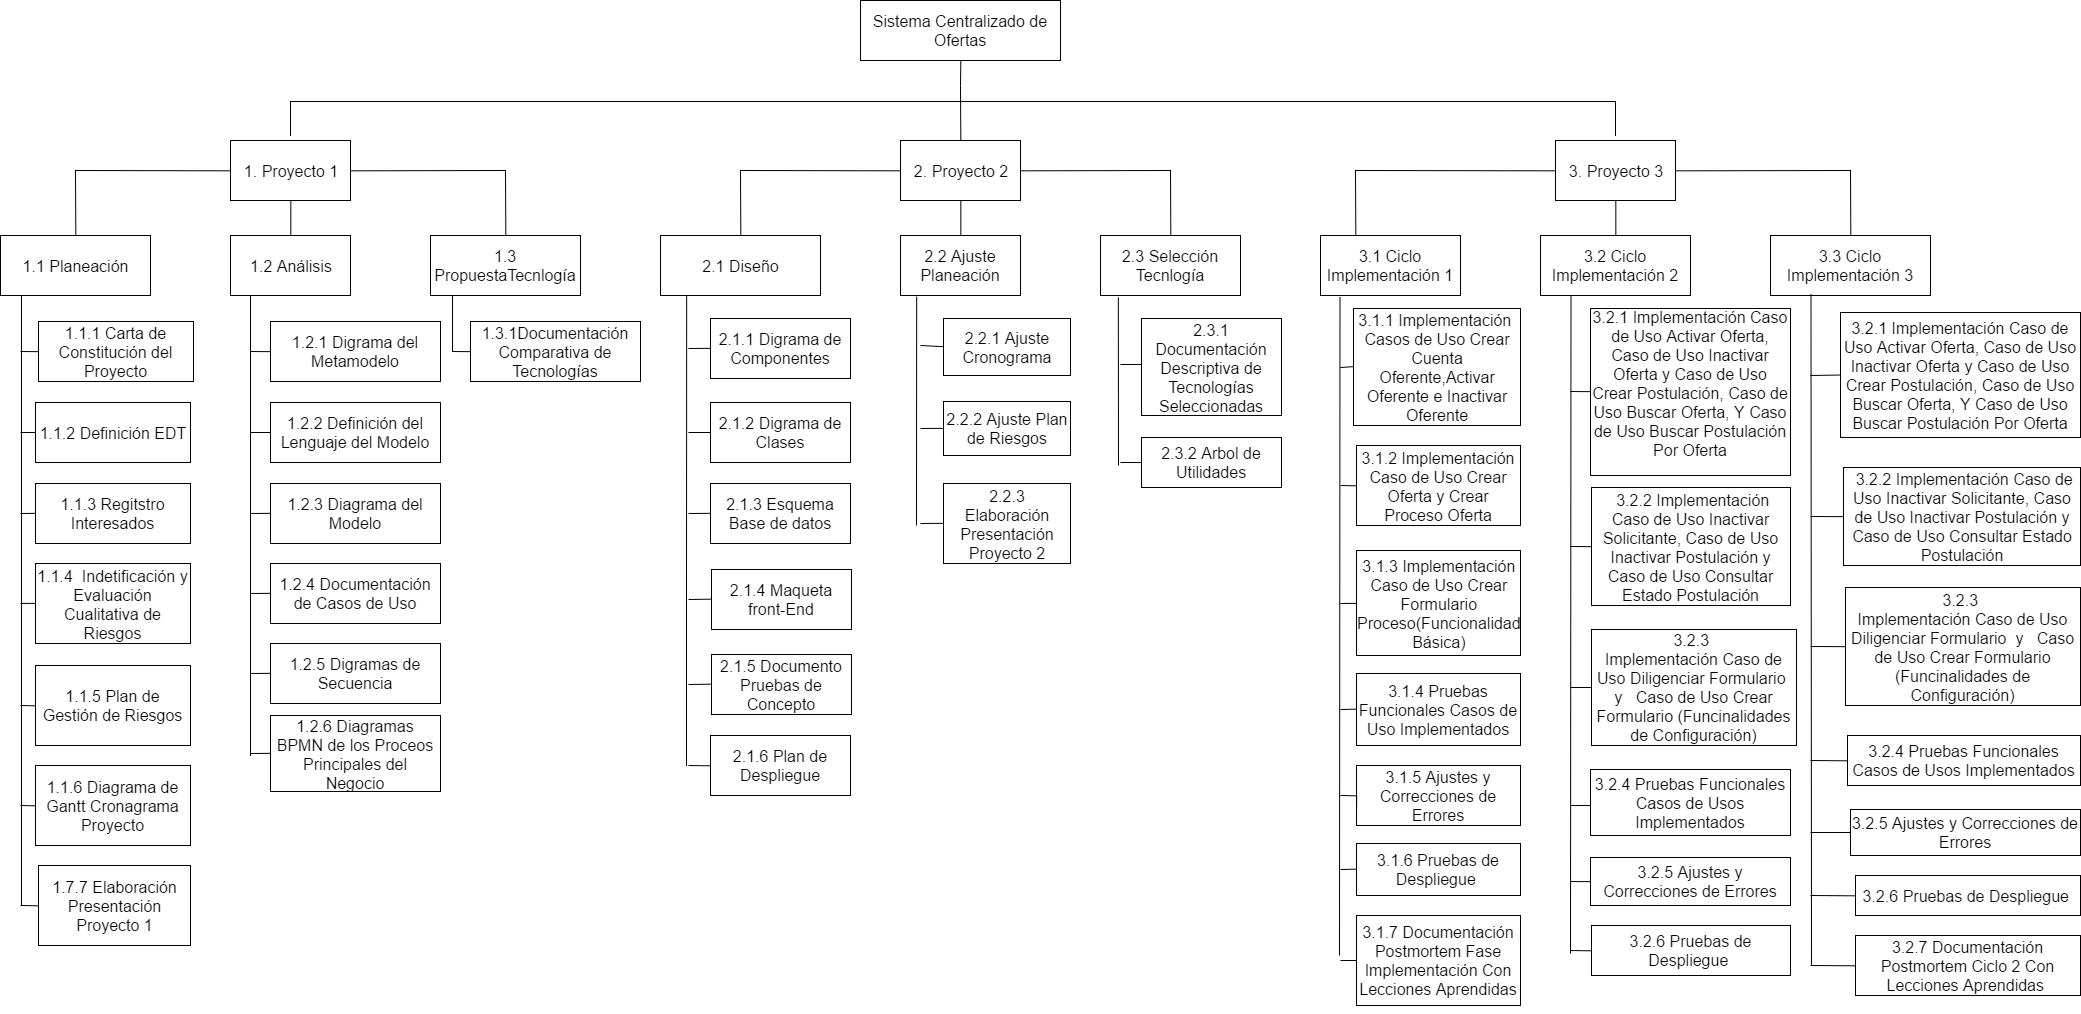 Sistema Centralizado de
Ofertas
1. Proyecto 1
2. Proyecto 2
3. Proyecto 3
1.1 Planeación
1.2 Análisis
1.3
PropuestaTecnlogía
2.1 Diseño
2.2 Ajuste
Planeación
2.3 Selección
Tecnlogía
3.1 Ciclo
Implementación 1
3.2 Ciclo
Implementación 2
3.3 Ciclo
Implementación 3
1.1.1 Carta de
Constitución del
Proyecto
1.1.2 Definición EDT
1.1.3 Regitstro
Interesados
1.1.4  Indetificación y
Evaluación
Cualitativa de
Riesgos
1.1.5 Plan de
Gestión de Riesgos
1.1.6 Diagrama de
Gantt Cronagrama
Proyecto
1.7.7 Elaboración
Presentación
Proyecto 1
1.2.1 Digrama del
Metamodelo
1.2.2 Definición del
Lenguaje del Modelo
1.2.3 Diagrama del
Modelo
1.2.4 Documentación
de Casos de Uso
1.2.5 Digramas de
Secuencia
1.2.6 Diagramas
BPMN de los Proceos
Principales del
Negocio
1.3.1Documentación
Comparativa de
Tecnologías
2.1.1 Digrama de
Componentes
2.1.2 Digrama de
Clases
2.1.3 Esquema
Base de datos
2.1.4 Maqueta
front-End
2.1.5 Documento
Pruebas de
Concepto
2.1.6 Plan de
Despliegue
2.2.1 Ajuste
Cronograma
2.2.2 Ajuste Plan
de Riesgos
2.2.3
Elaboración
Presentación
Proyecto 2
2.3.1
Documentación
Descriptiva de
Tecnologías
Seleccionadas
2.3.2 Arbol de
Utilidades
3.1.1 Implementación
Casos de Uso Crear
Cuenta
Oferente,Activar
Oferente e Inactivar
Oferente
3.1.2 Implementación
Caso de Uso Crear
Oferta y Crear
Proceso Oferta
3.1.3 Implementación
Caso de Uso Crear
Formulario
Proceso(Funcionalidad
Básica)
3.1.4 Pruebas
Funcionales Casos de
Uso Implementados
3.1.5 Ajustes y
Correcciones de
Errores
3.1.6 Pruebas de
Despliegue
3.1.7 Documentación
Postmortem Fase
Implementación Con
Lecciones Aprendidas
3.2.1 Implementación Caso
de Uso Activar Oferta,
Caso de Uso Inactivar
Oferta y Caso de Uso
Crear Postulación, Caso de
Uso Buscar Oferta, Y Caso
de Uso Buscar Postulación
Por Oferta
3.2.2 Implementación
Caso de Uso Inactivar
Solicitante, Caso de Uso
Inactivar Postulación y
Caso de Uso Consultar
Estado Postulación
3.2.3
Implementación Caso de
Uso Diligenciar Formulario
y   Caso de Uso Crear
Formulario (Funcinalidades
de Configuración)
3.2.4 Pruebas Funcionales
Casos de Usos
Implementados
3.2.5 Ajustes y
Correcciones de Errores
3.2.6 Pruebas de
Despliegue
3.2.1 Implementación Caso de
Uso Activar Oferta, Caso de Uso
Inactivar Oferta y Caso de Uso
Crear Postulación, Caso de Uso
Buscar Oferta, Y Caso de Uso
Buscar Postulación Por Oferta
3.2.2 Implementación Caso de
Uso Inactivar Solicitante, Caso
de Uso Inactivar Postulación y
Caso de Uso Consultar Estado
Postulación
3.2.3
Implementación Caso de Uso
Diligenciar Formulario  y   Caso
de Uso Crear Formulario
(Funcinalidades de
Configuración)
3.2.4 Pruebas Funcionales
Casos de Usos Implementados
3.2.5 Ajustes y Correcciones de
Errores
3.2.6 Pruebas de Despliegue
3.2.7 Documentación
Postmortem Ciclo 2 Con
Lecciones Aprendidas